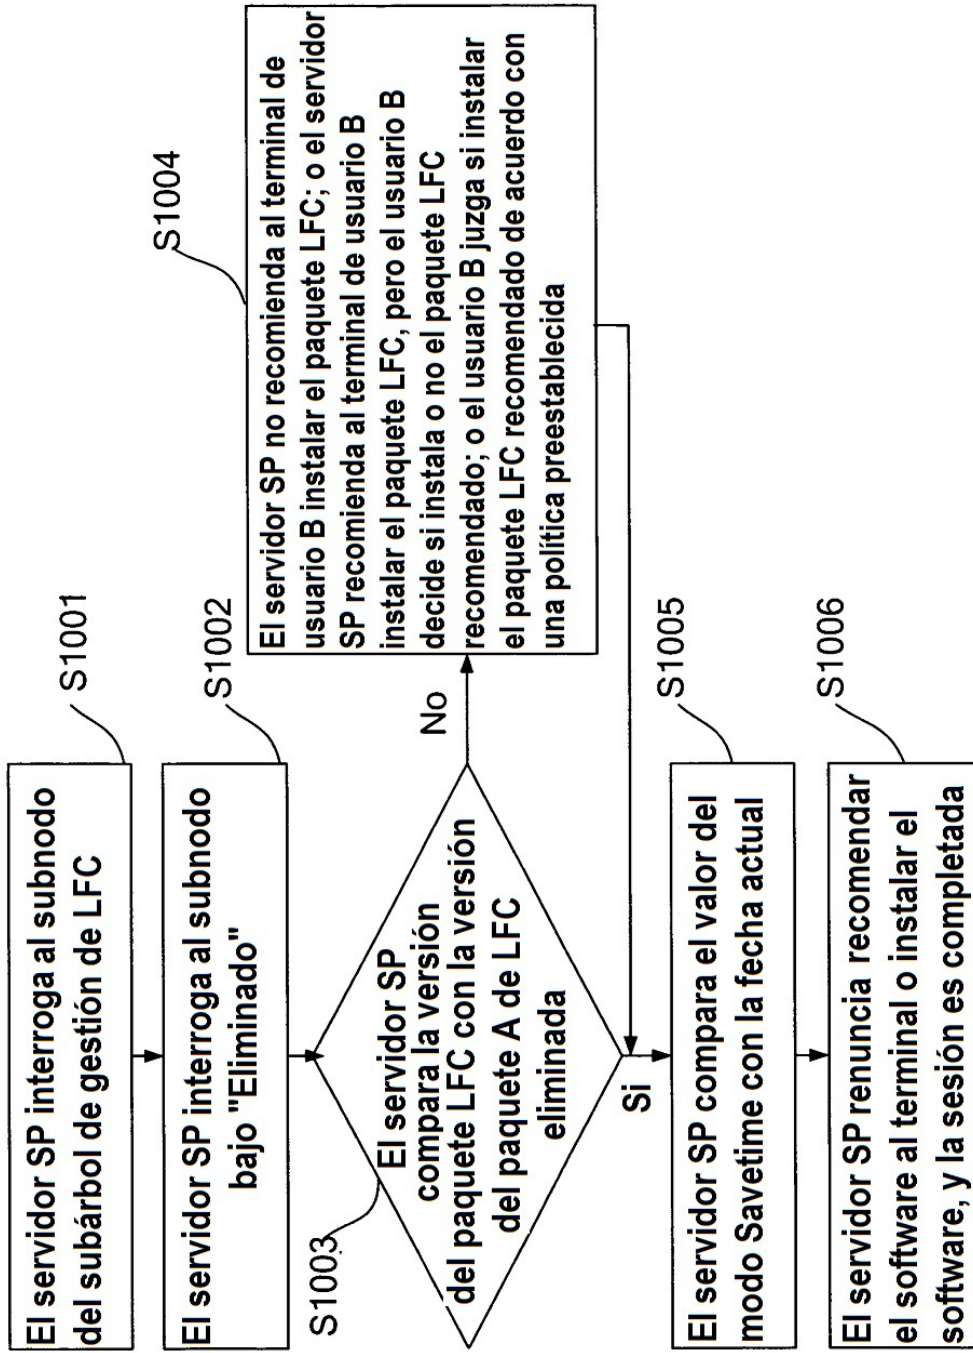 El servidor SP interroga al subnodo
del subárbol de gestión de LFC
S1001
El servidor SP interroga al subnodo
bajo "Eliminado"
S1002
El servidor SP
compara la versión
del paquete LFC con la versión
del paquete A de LFC
eliminada
S1003
No
El servidor SP no recomienda al terminal de
usuario B instalar el paquete LFC; o el servidor
SP recomienda al terminal de usuario B
instalar el paquete LFC, pero el usuario B
decide si instala o no el paquete LFC
recomendado; o el usuario B juzga si instalar
el paquete LFC recomendado de acuerdo con
una política preestablecida
S1004
Si
El servidor SP compara el valor del
modo Savetime con la fecha actual
S1005
El servidor SP renuncia recomendar
el software al terminal o instalar el
software, y la sesión es completada
S1006